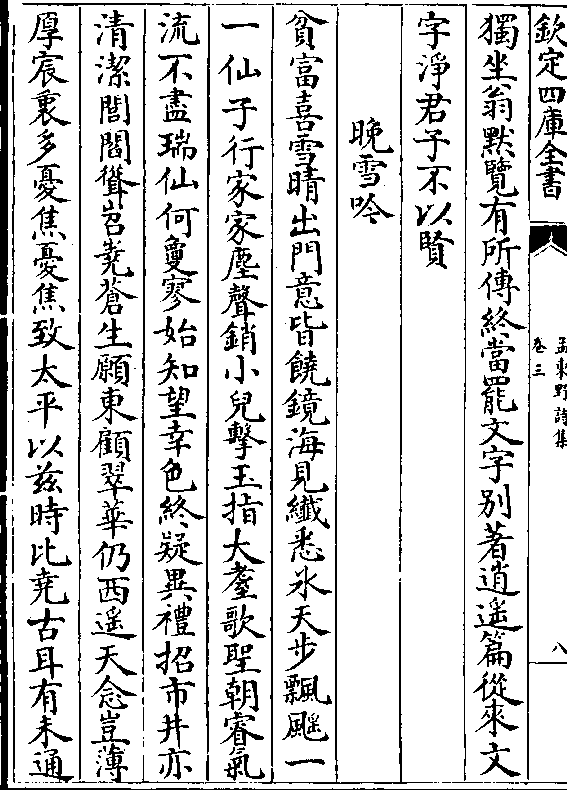 欽定四庫全書
孟東野詩集
卷三
八
獨坐翁默覽有所傳終當罷文字别著逍遥篇從來文
字淨君子不以賢
晚雪吟
貧富喜雪晴出門意皆饒鏡海見纎悉氷天步飄飖一
一仙子行家家塵聲銷小兒擊玉指大耋歌聖朝睿氣
流不盡瑞仙何敻寥始知望幸色終疑異禮招市井亦
清潔閭閻聳岧堯蒼生願東顧翠華仍西遥天念豈薄
厚宸衷多憂焦憂焦致太平以兹時比堯古耳有未通